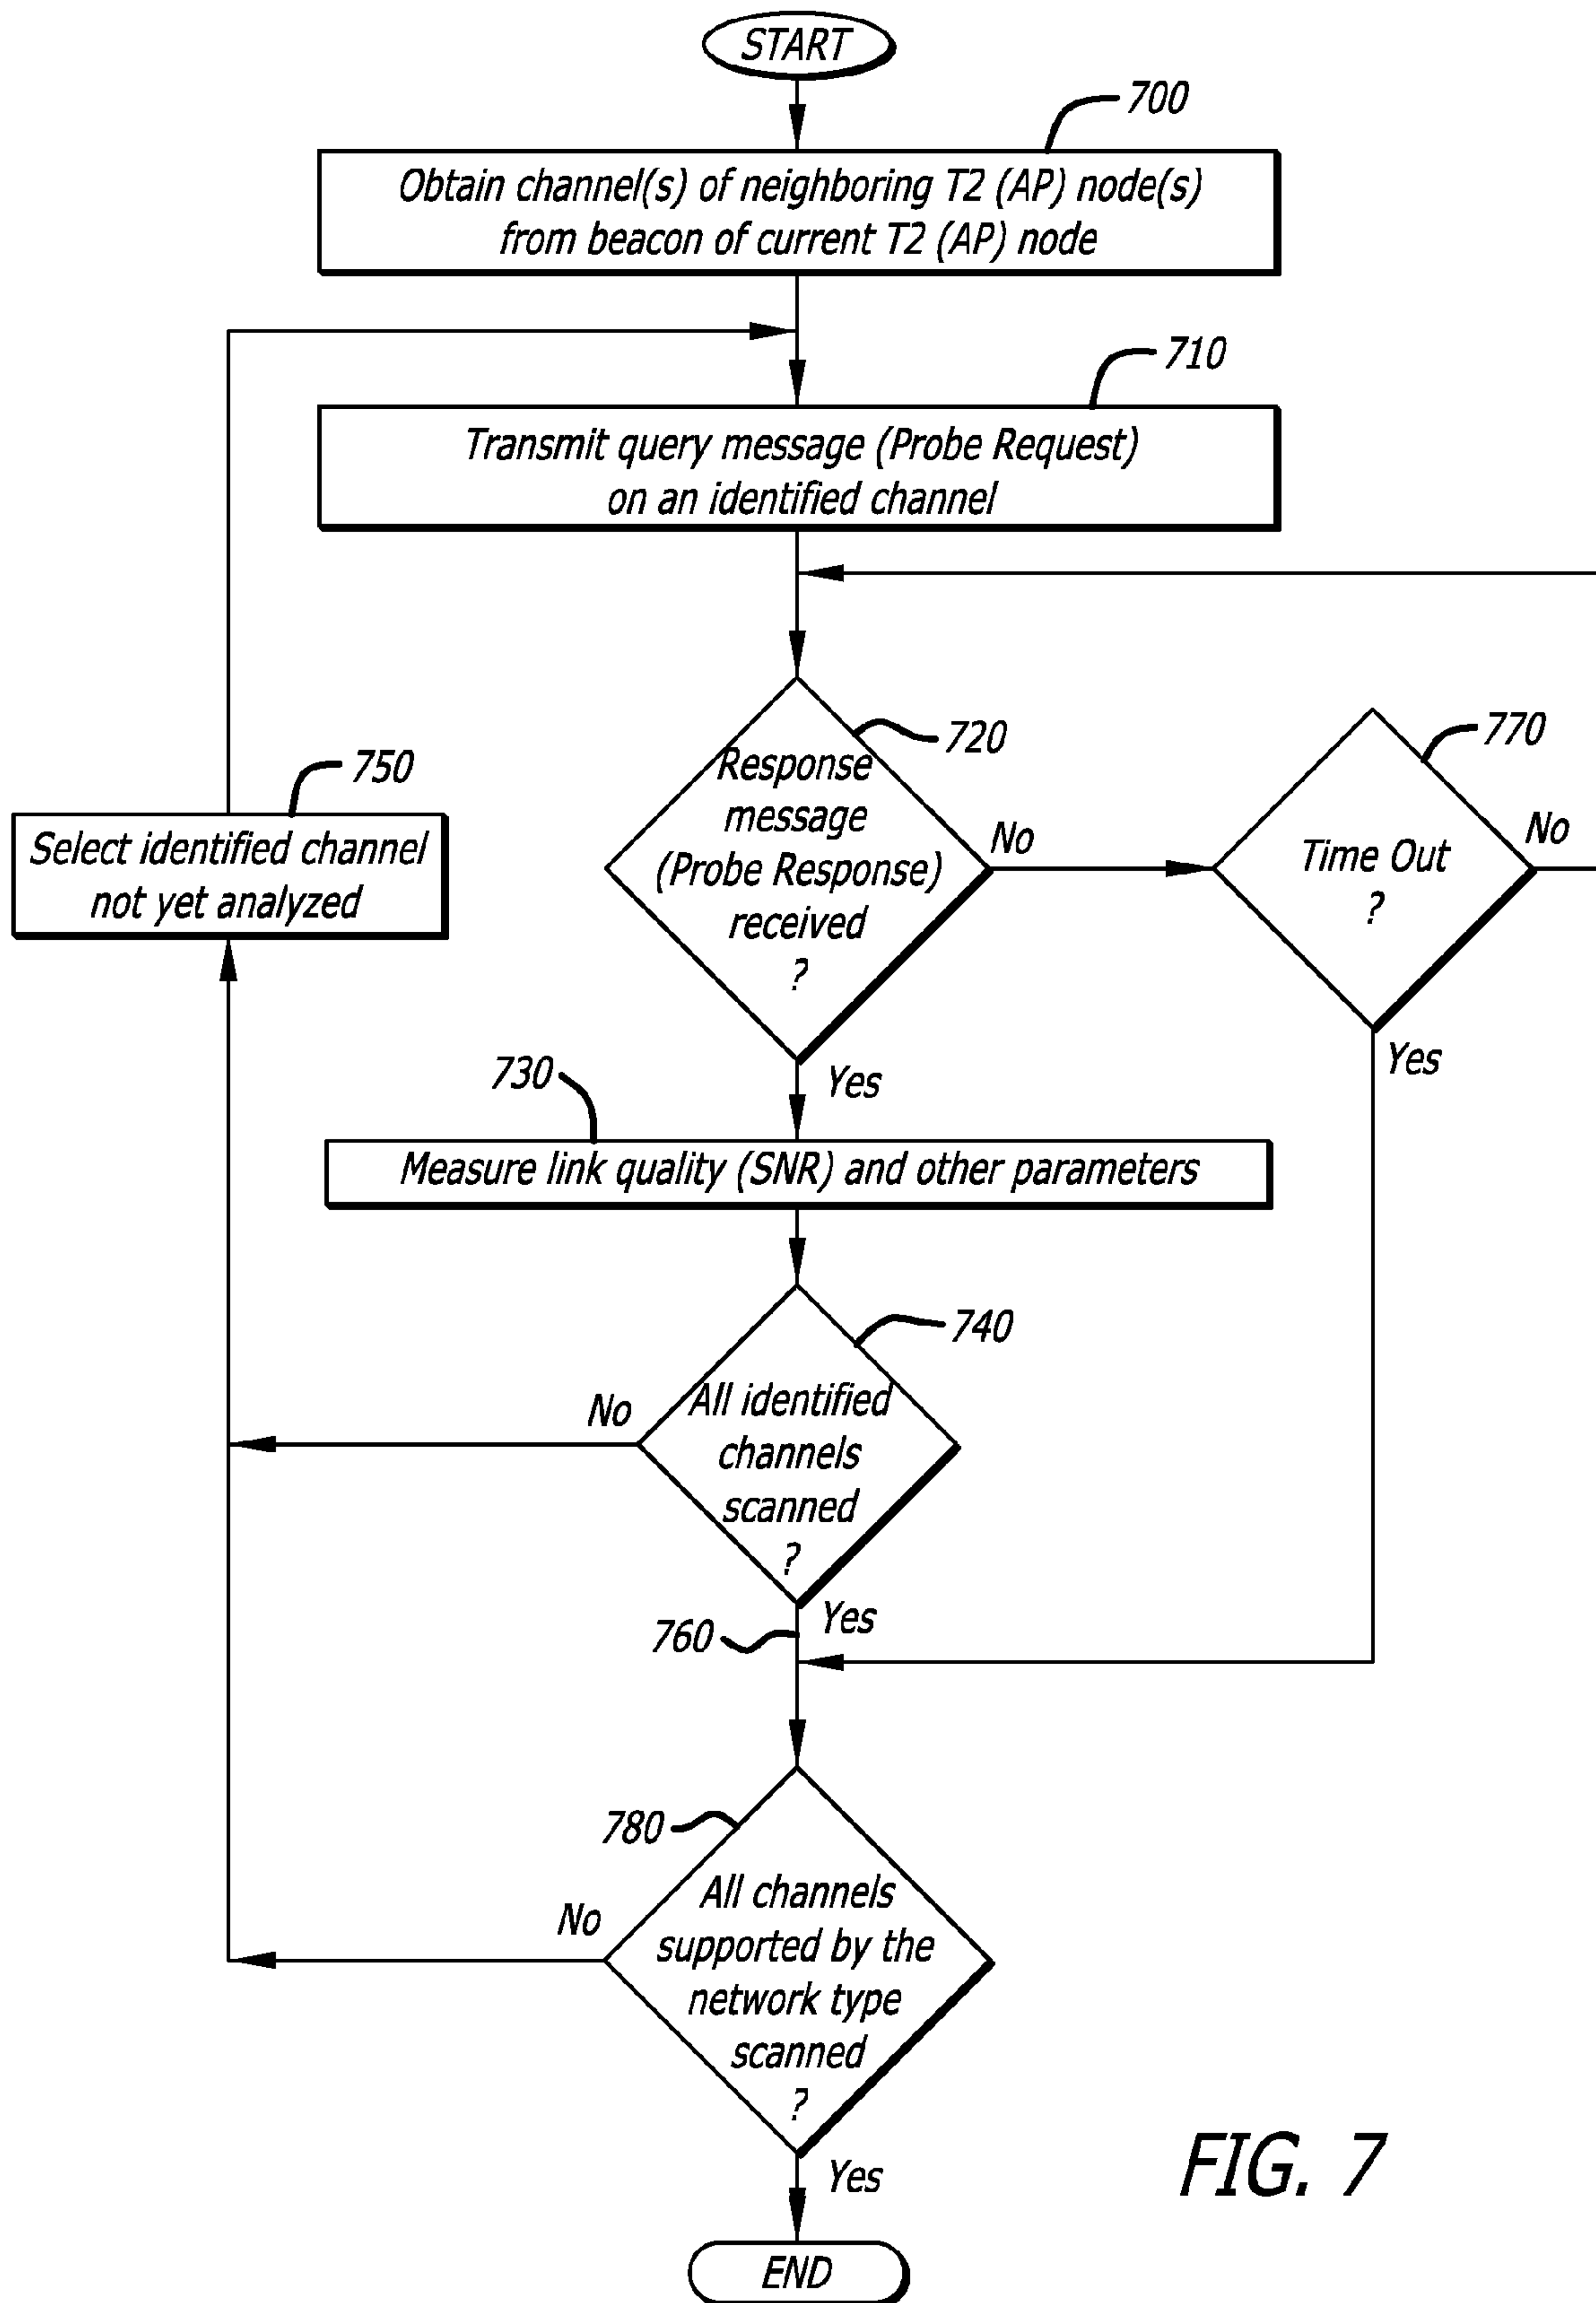 START
700
Obtain channel(s) of neighboring T2 (AP) node(s)
from beacon of current T2 (AP) node
710
Transmit query message (Probe Request)
on an identified channel
720
Response
message
(Probe Response)
received
?
No
Yes
770
Time Out
?
No
Yes
750
Select identified channel
not yet analyzed
730
Measure link quality (SNR) and other parameters
740
All identified
channels
scanned
?
No
Yes
760
780
All channels
supported by the
network type
scanned
?
No
Yes
END
FIG. 7